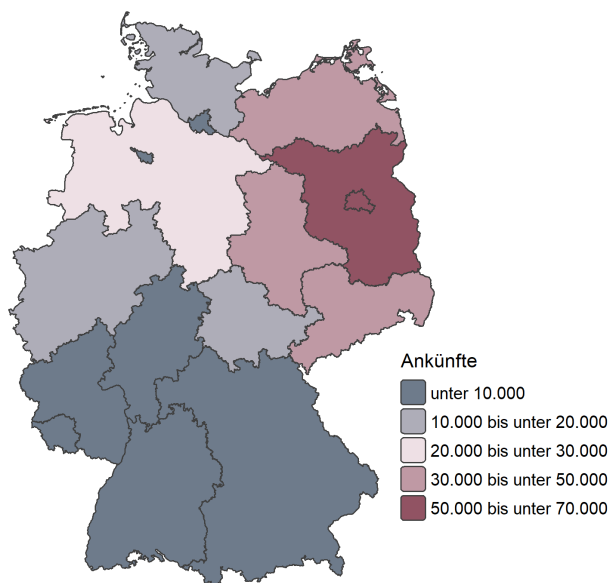 Ankünfte
unter 10.000
10.000 bis unter 20.000
20.000 bis unter 30.000
30.000 bis unter 50.000
50.000 bis unter 70.000